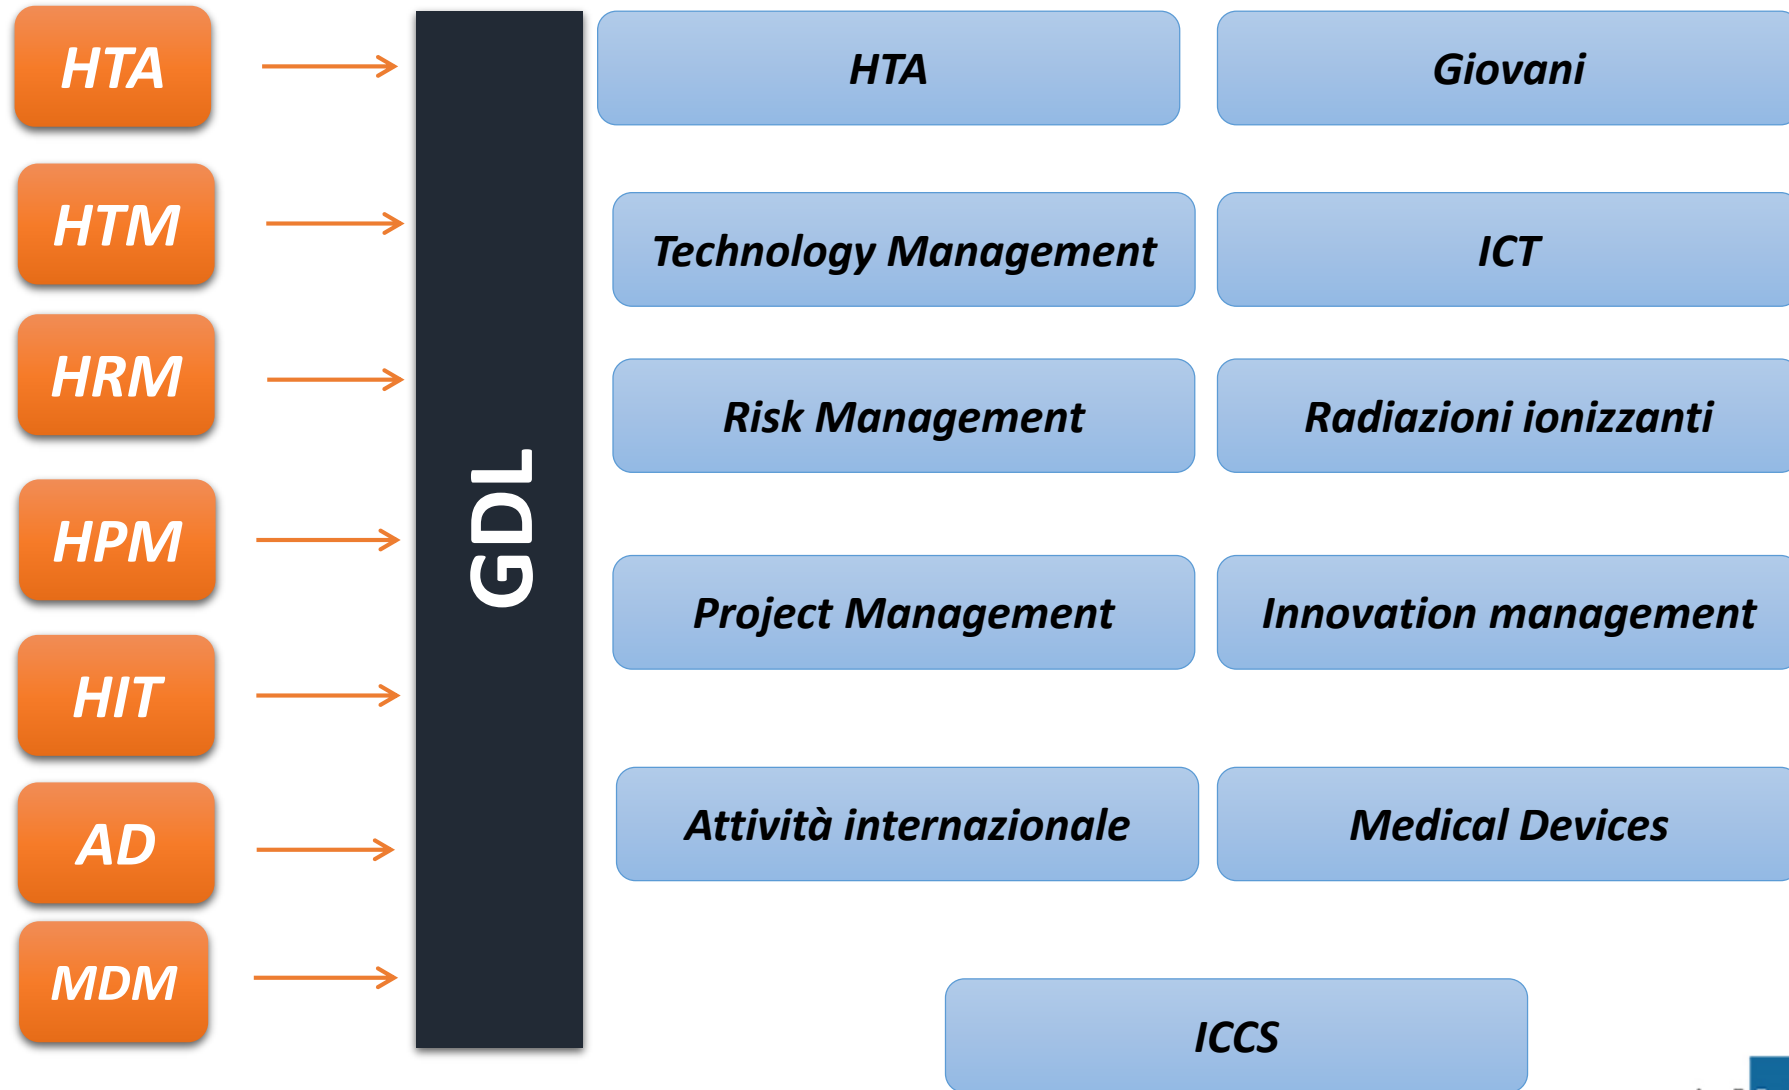 HTA
HTM
HRM
HPM
HIT
AD
MDM
GDL
HTA
Giovani
Technology Management
ICT
Risk Management
Radiazioni ionizzanti
Project Management
Innovation management
Attività internazionale
Medical Devices
ICCS